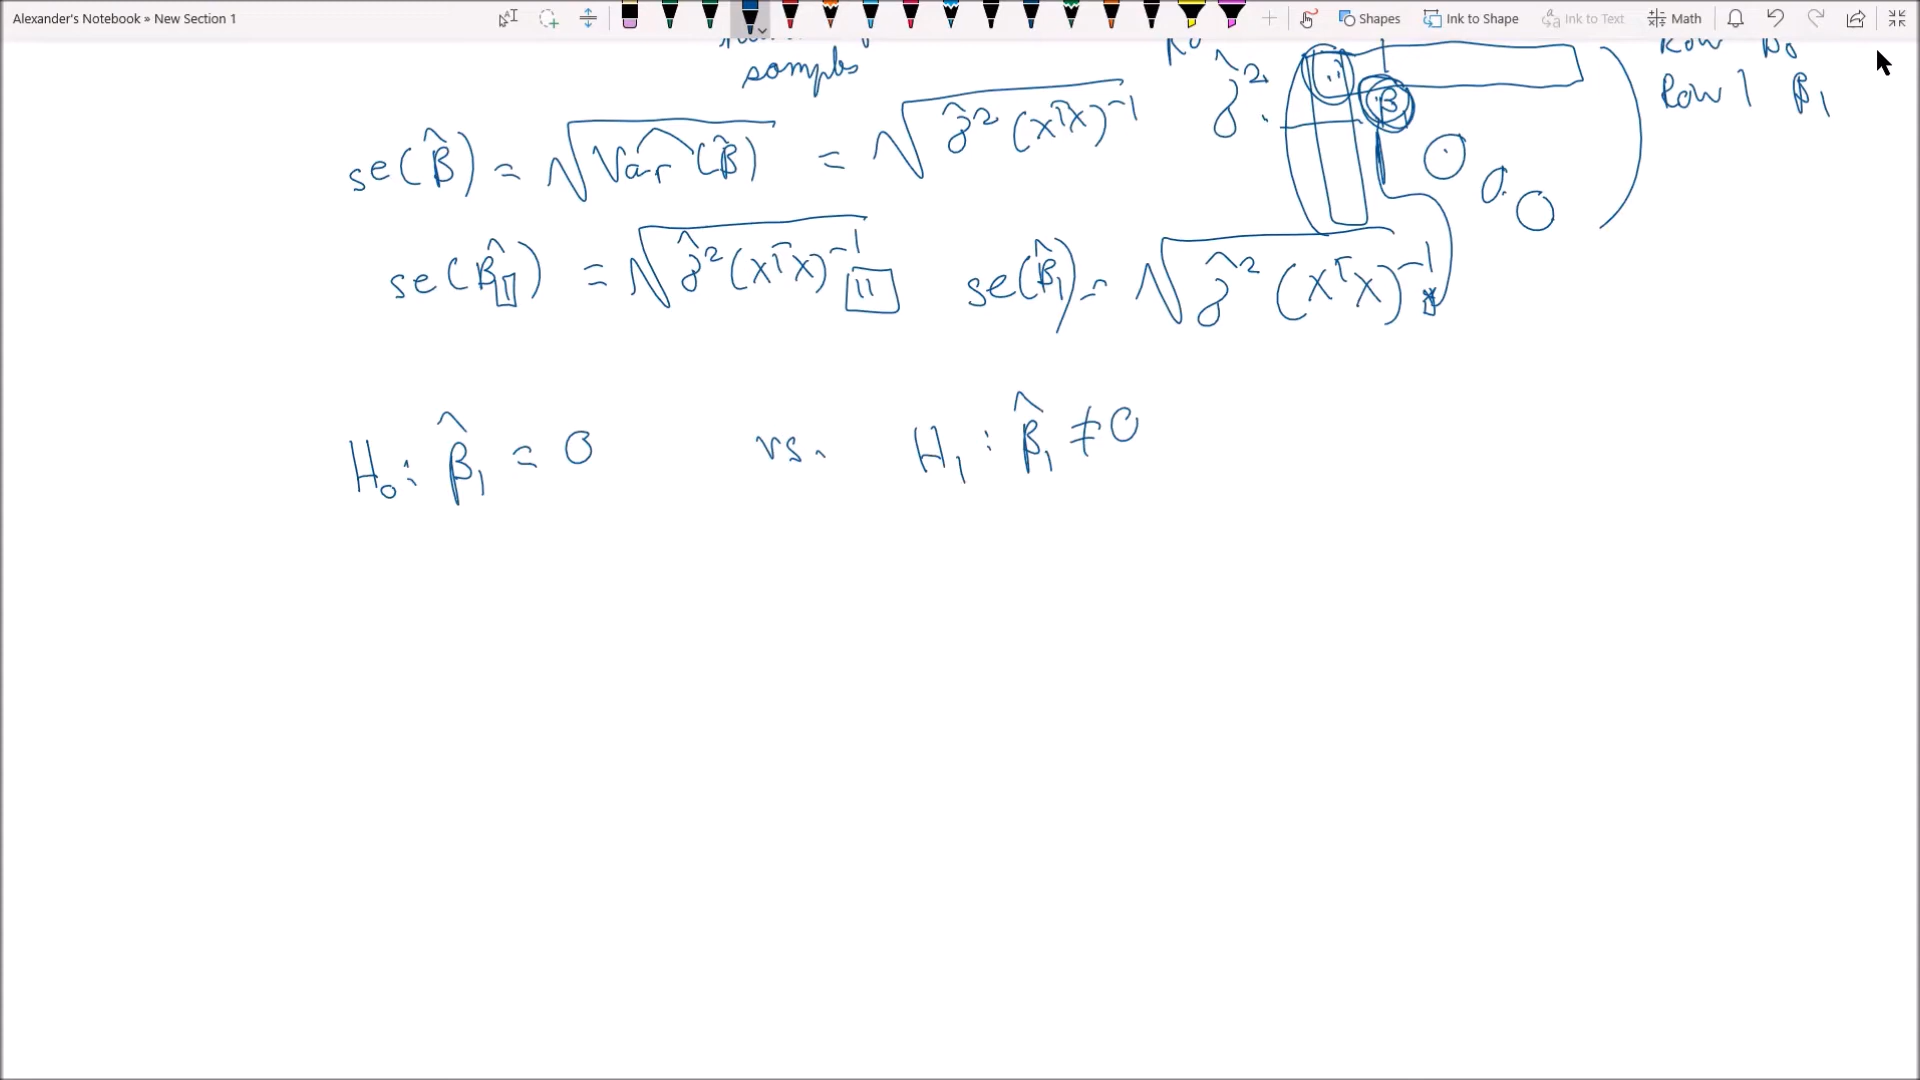 Alexander's Notebook » New Section 1
Shapes Ink to Shape Ink to Text Math
samples
σ̂². 
Row No
Row 1 β₁
se(β̂) = √Var̂(β̂) = √σ̂²(XᵀX)⁻¹
se(β̂) = √σ̂²(XᵀX)⁻¹ 11 se(β̂₁) = √σ̂²(XᵀX)⁻¹
H₀: β̂₁ = 0 vs. H₁: β̂₁ ≠ 0